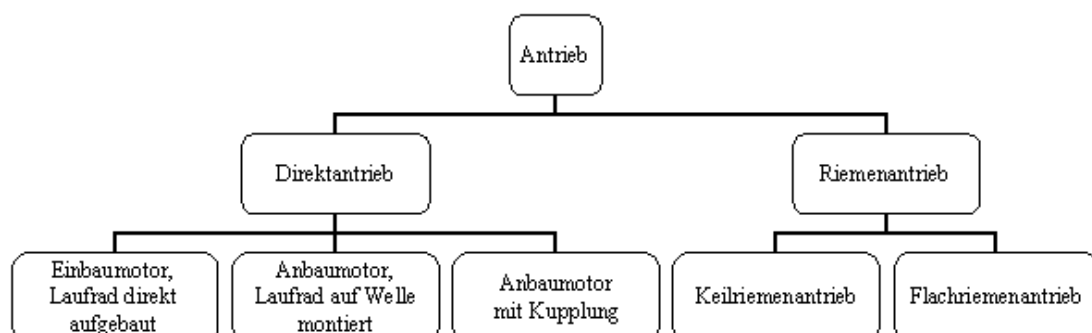 Antrieb
Direktantrieb
Riemenantrieb
Einbaumotor,
Laufrad direkt
aufgebaut
Anbaumotor,
Laufrad auf Welle
montiert
Anbaumotor
mit Kupplung
Keilriemenantrieb
Flachriemenantrieb